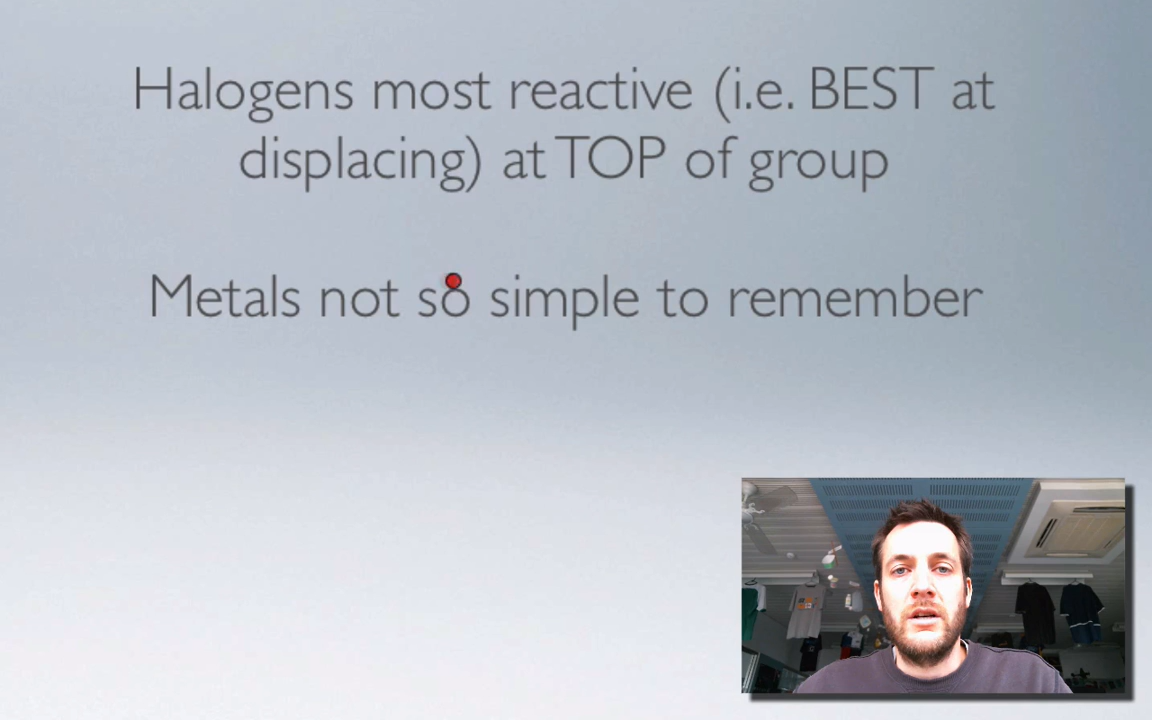 Halogens most reactive (i.e. BEST at
displacing) at TOP of group
Metals not so simple to remember